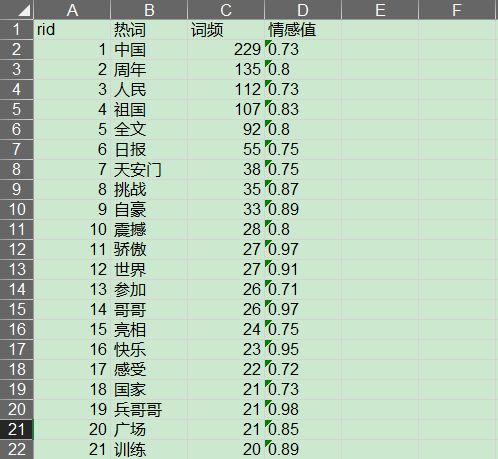 A B C D E F
1 rid 热词 词频 情感值
2 1 中国 229 0.73
3 2 周年 135 0.8
4 3 人民 112 0.73
5 4 祖国 107 0.83
6 5 全文 92 0.8
7 6 日报 55 0.75
8 7 天安门 38 0.75
9 8 挑战 35 0.87
10 9 自豪 33 0.89
11 10 震撼 28 0.8
12 11 骄傲 27 0.97
13 12 世界 27 0.91
14 13 参加 26 0.71
15 14 哥哥 26 0.97
16 15 亮相 24 0.75
17 16 快乐 23 0.95
18 17 感受 22 0.72
19 18 国家 21 0.73
20 19 兵哥哥 21 0.98
21 20 广场 21 0.85
22 21 训练 20 0.89